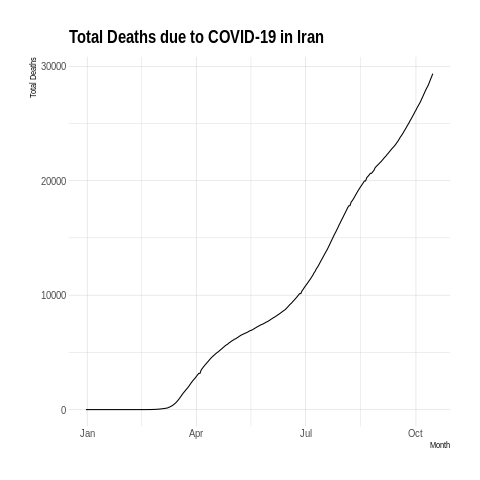 Total Deaths due to COVID-19 in Iran
Total Deaths
30000
20000
10000
0
Jan Apr Jul Oct
Month